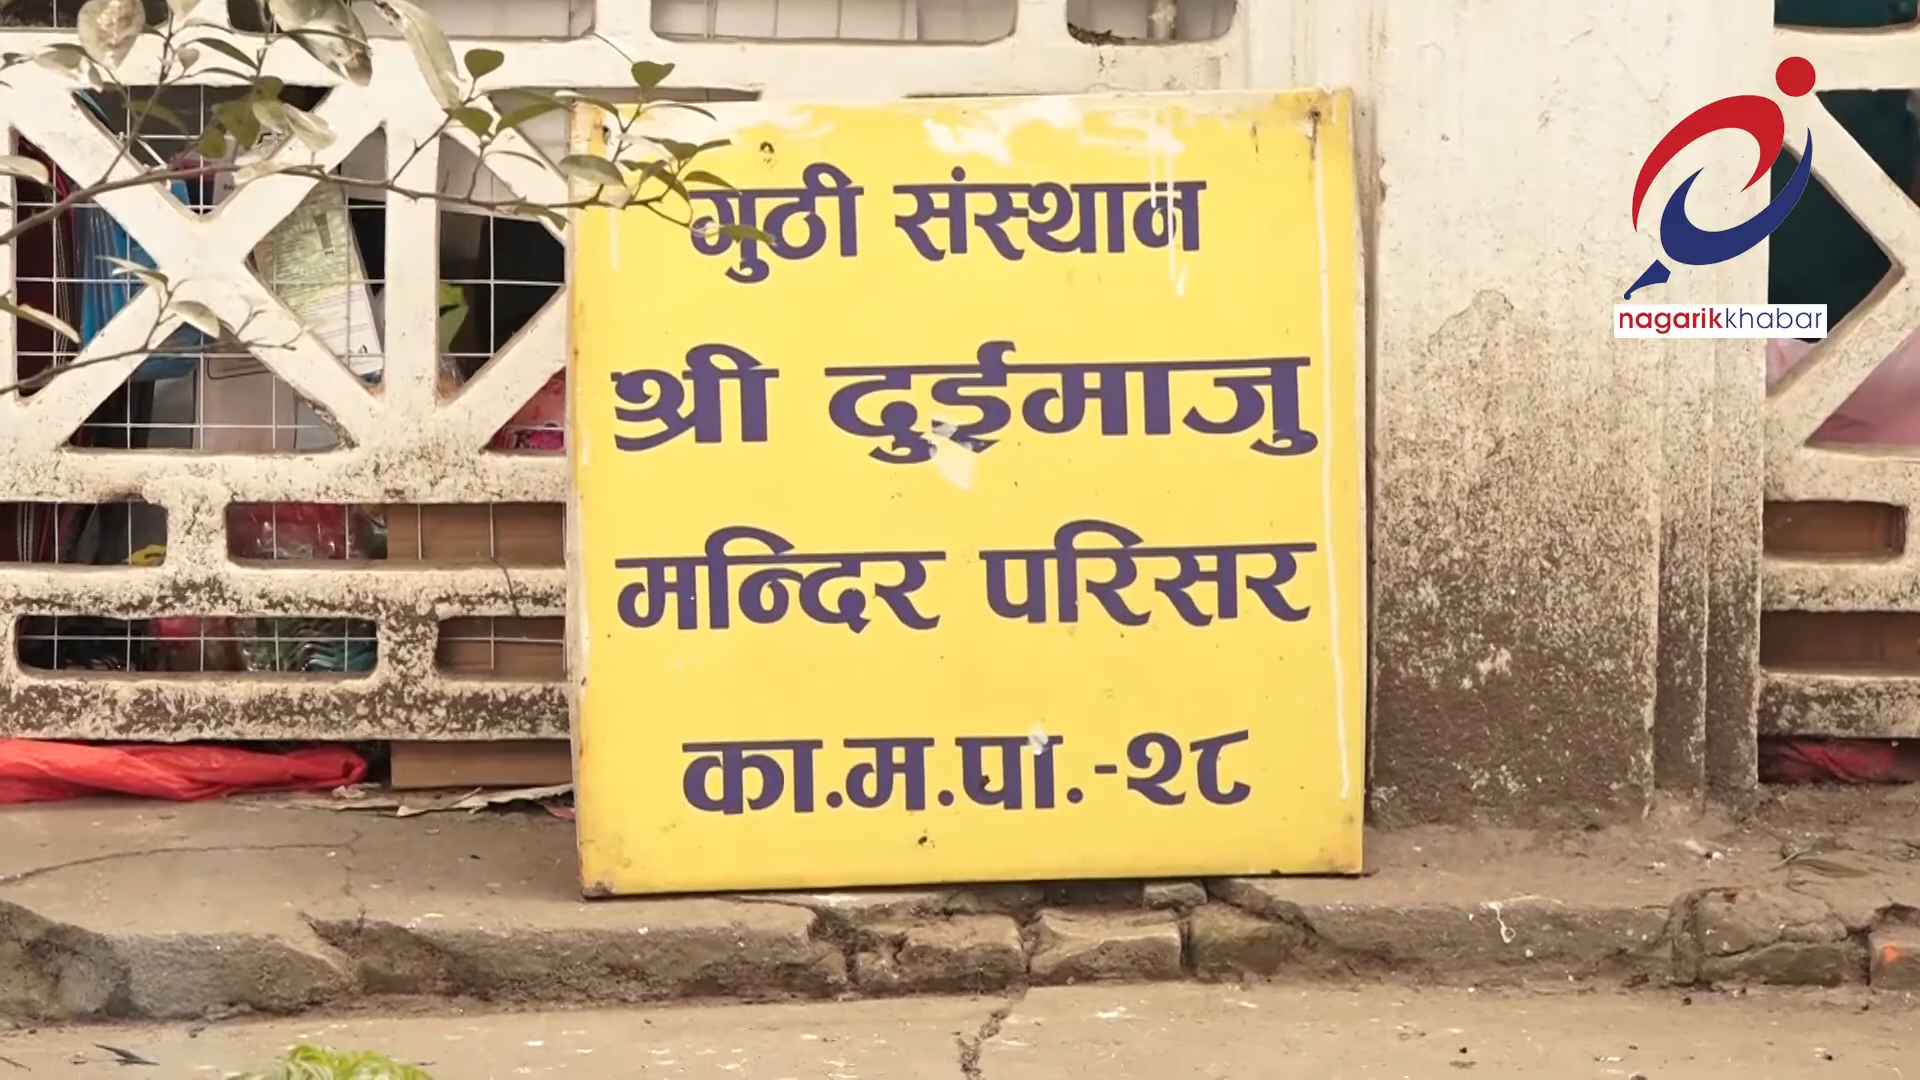 गुठी संस्थान
श्री दुईमाजु
मन्दिर परिसर
का.म.पा.-२८
nagarikkhabar